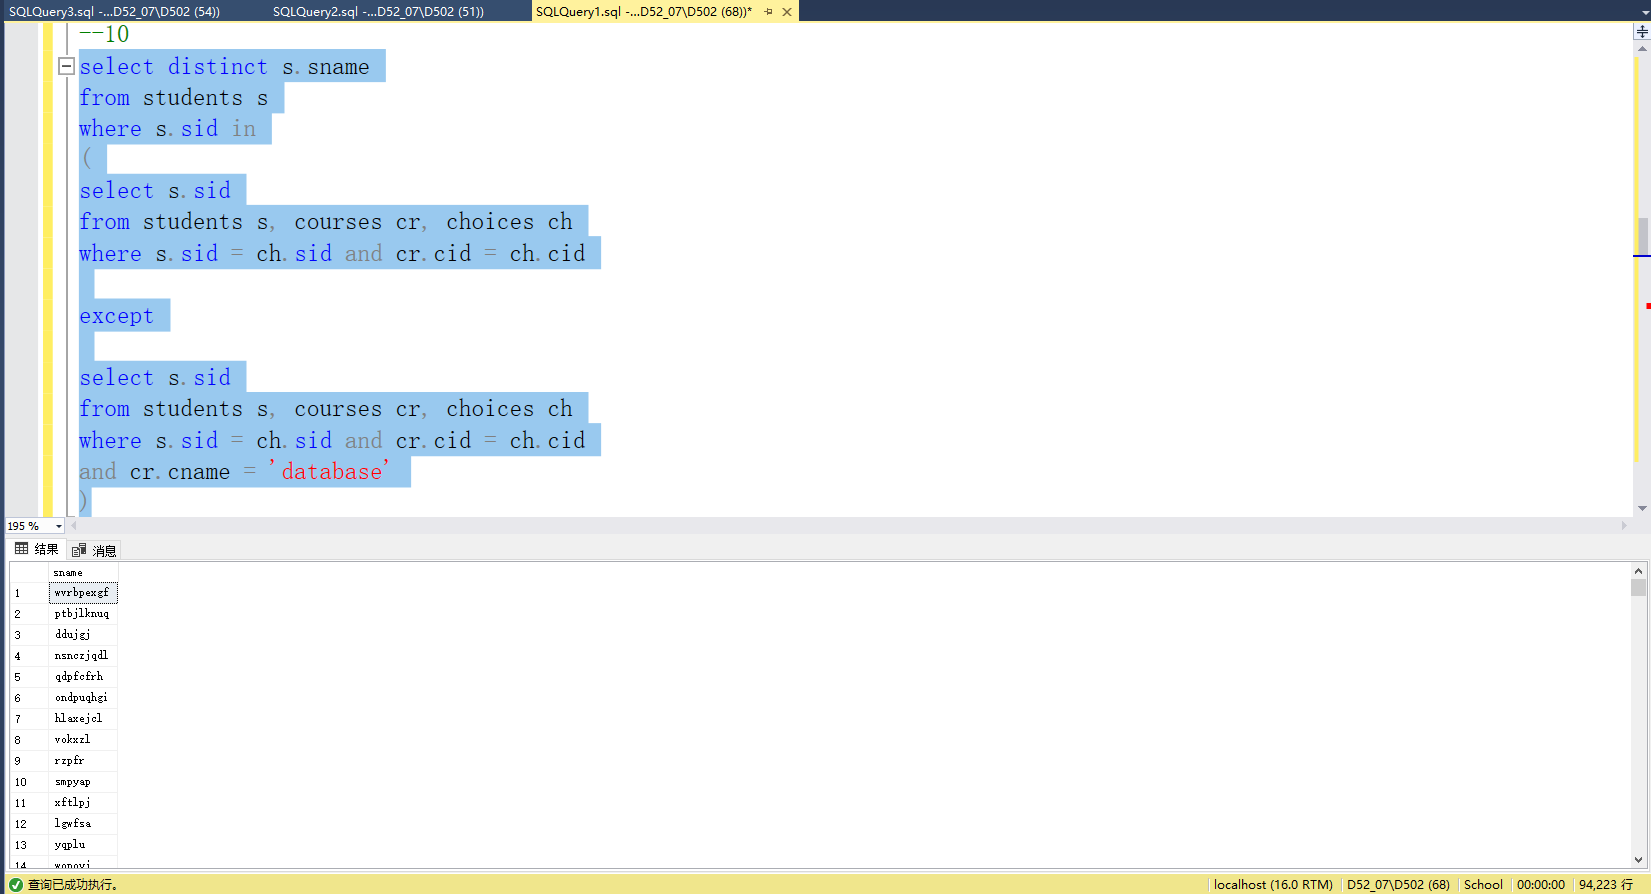 SQLQuery3.sql -...D52_07\D502 (54)) SQLQuery2.sql -...D52_07\D502 (51)) SQLQuery1.sql -...D52_07\D502 (68))*
--10
select distinct s.sname
from students s
where s.sid in
(
select s.sid
from students s, courses cr, choices ch
where s.sid = ch.sid and cr.cid = ch.cid
except
select s.sid
from students s, courses cr, choices ch
where s.sid = ch.sid and cr.cid = ch.cid
and cr.cname = 'database'
)
195 %
结果 消息
sname
1 wvrbpexgf
2 ptbjlknuq
3 ddujgj
4 nsnczjqdl
5 qdpfcfrh
6 ondpuqhgi
7 hlaxejcl
8 vokxzl
9 rzpfr
10 smpyap
11 xftlpj
12 lgwfsa
13 yqplu
14
查询已成功执行。 localhost (16.0 RTM) D52_07\D502 (68) School 00:00:00 94,223 行